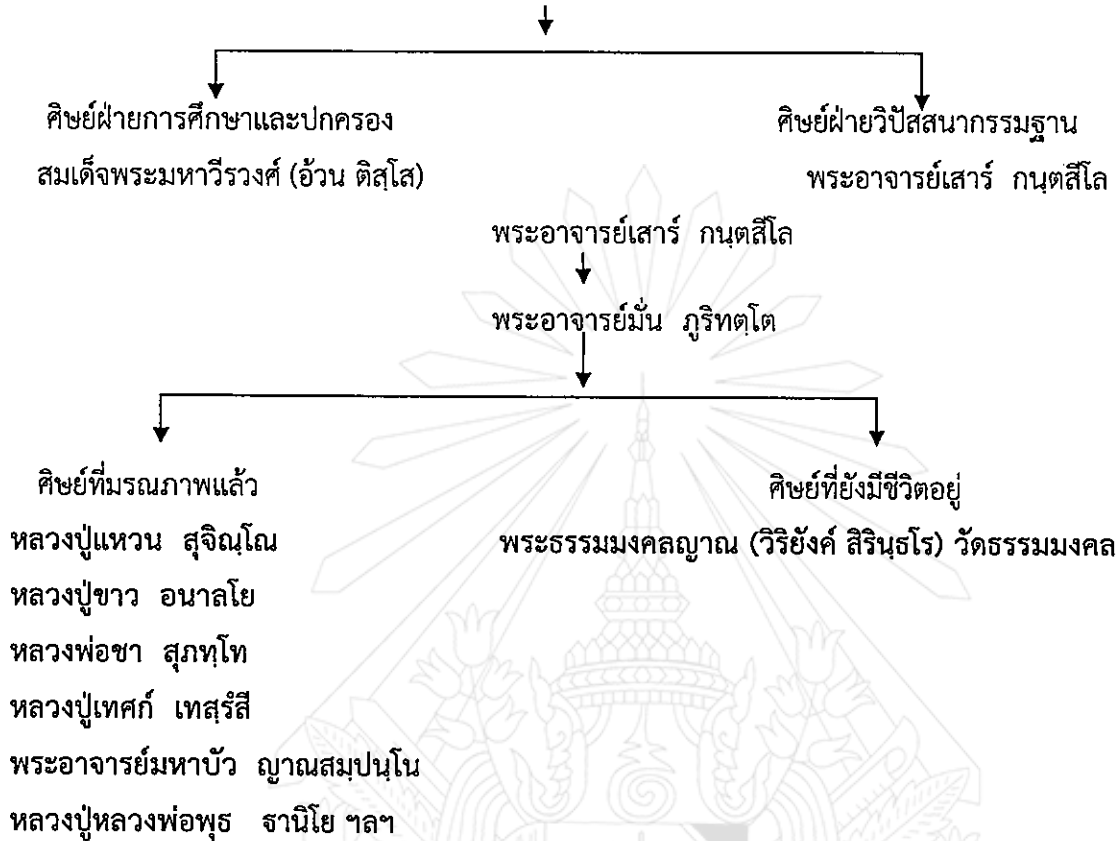 ศิษย์ฝ่ายการศึกษาและปกครอง
สมเด็จพระมหาวีรวงศ์ (อ้วน ติสฺโส)
ศิษย์ฝ่ายวิปัสสนากรรมฐาน
พระอาจารย์เสาร์ กนฺตสีโล
พระอาจารย์เสาร์ กนฺตสีโล
พระอาจารย์มั่น ภูริทตฺโต
ศิษย์ที่มรณภาพแล้ว
หลวงปู่แหวน สุจิณฺโณ
หลวงปู่ขาว อนาลโย
หลวงพ่อชา สุภทฺโท
หลวงปู่เทศก์ เทสฺรํสี
พระอาจารย์มหาบัว ญาณสมฺปนฺโน
หลวงปู่หลวงพ่อพุธ ธานิโย ฯลฯ
ศิษย์ที่ยังมีชีวิตอยู่
พระธรรมมงคลญาณ (วิริยังค์ สิรินฺธโร) วัดธรรมมงคล